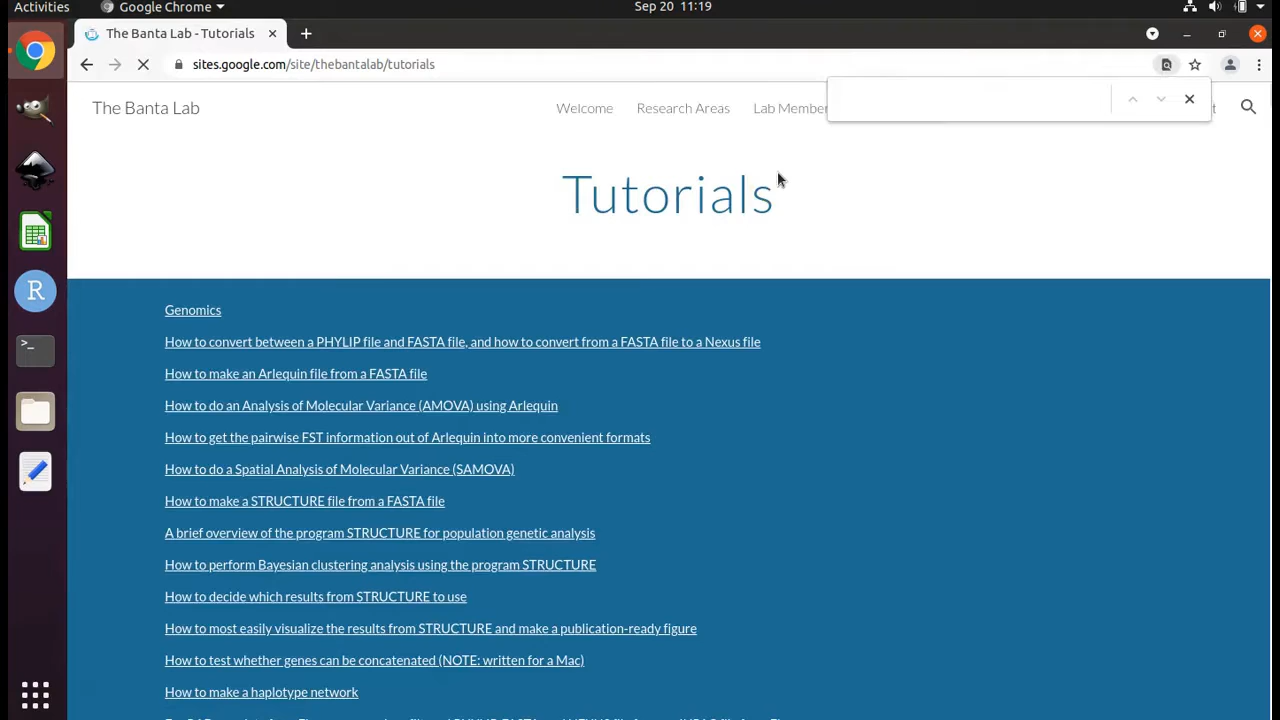 Activities
Google Chrome
Sep 20 11:19
The Banta Lab - Tutorials
sites.google.com/site/thebantalab/tutorials
The Banta Lab
Welcome
Research Areas
Lab Member
Tutorials
Genomics
How to convert between a PHYLIP file and FASTA file, and how to convert from a FASTA file to a Nexus file
How to make an Arlequin file from a FASTA file
How to do an Analysis of Molecular Variance (AMOVA) using Arlequin
How to get the pairwise FST information out of Arlequin into more convenient formats
How to do a Spatial Analysis of Molecular Variance (SAMOVA)
How to make a STRUCTURE file from a FASTA file
A brief overview of the program STRUCTURE for population genetic analysis
How to perform Bayesian clustering analysis using the program STRUCTURE
How to decide which results from STRUCTURE to use
How to most easily visualize the results from STRUCTURE and make a publication-ready figure
How to test whether genes can be concatenated (NOTE: written for a Mac)
How to make a haplotype network
R